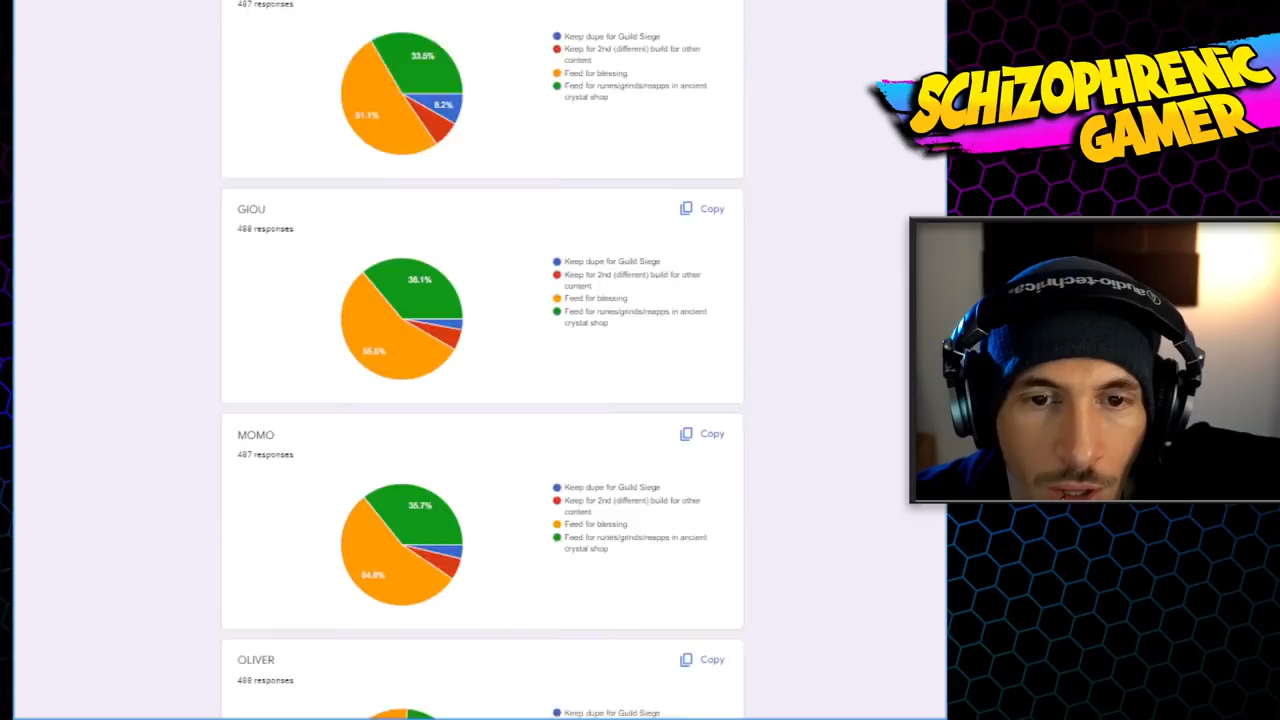 487 responses
Keep dupe for Guild Siege
Keep for 2nd (different) build for other
content
Feed for blessing
Feed for runes/grinds/reapps in ancient
crystal shop
33.5%
8.2%
51.1%
SCHIZOPHRENIC
GAMER
GIOU
Copy
488 responses
Keep dupe for Guild Siege
Keep for 2nd (different) build for other
content
Feed for blessing
Feed for runes/grinds/reapps in ancient
crystal shop
36.1%
55.5%
audio-technica
MOMO
Copy
487 responses
Keep dupe for Guild Siege
Keep for 2nd (different) build for other
content
Feed for blessing
Feed for runes/grinds/reapps in ancient
crystal shop
35.7%
54.8%
OLIVER
Copy
488 responses
Keep dupe for Guild Siege